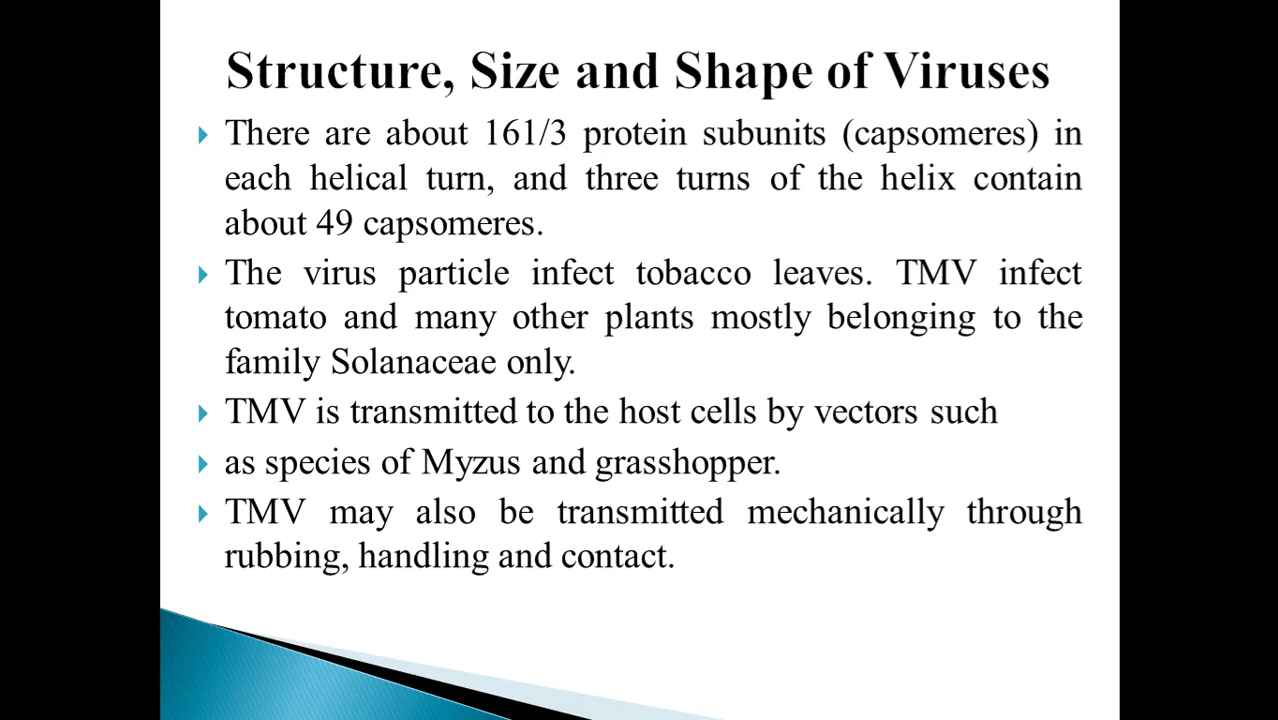 Structure, Size and Shape of Viruses
There are about 161/3 protein subunits (capsomeres) in
each helical turn, and three turns of the helix contain
about 49 capsomeres.
The virus particle infect tobacco leaves. TMV infect
tomato and many other plants mostly belonging to the
family Solanaceae only.
TMV is transmitted to the host cells by vectors such
as species of Myzus and grasshopper.
TMV may also be transmitted mechanically through
rubbing, handling and contact.